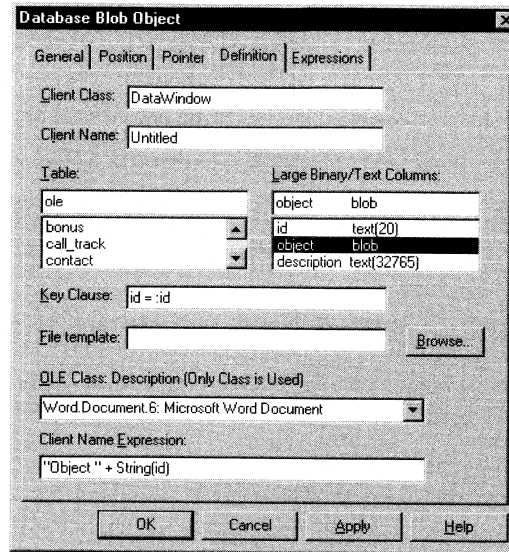 Database Blob Object
General Position Pointer Definition Expressions
Client Class: DataWindow
Client Name: Untitled
Table:
ole
bonus
call_track
contact
Large Binary/Text Columns:
object blob
id text(20)
object blob
description text(32765)
Key Clause: id = :id
File template:
Browse..
OLE Class: Description (Only Class is Used)
Word.Document.6: Microsoft Word Document
Client Name Expression:
"Object " + String(id)
OK Cancel Apply Help